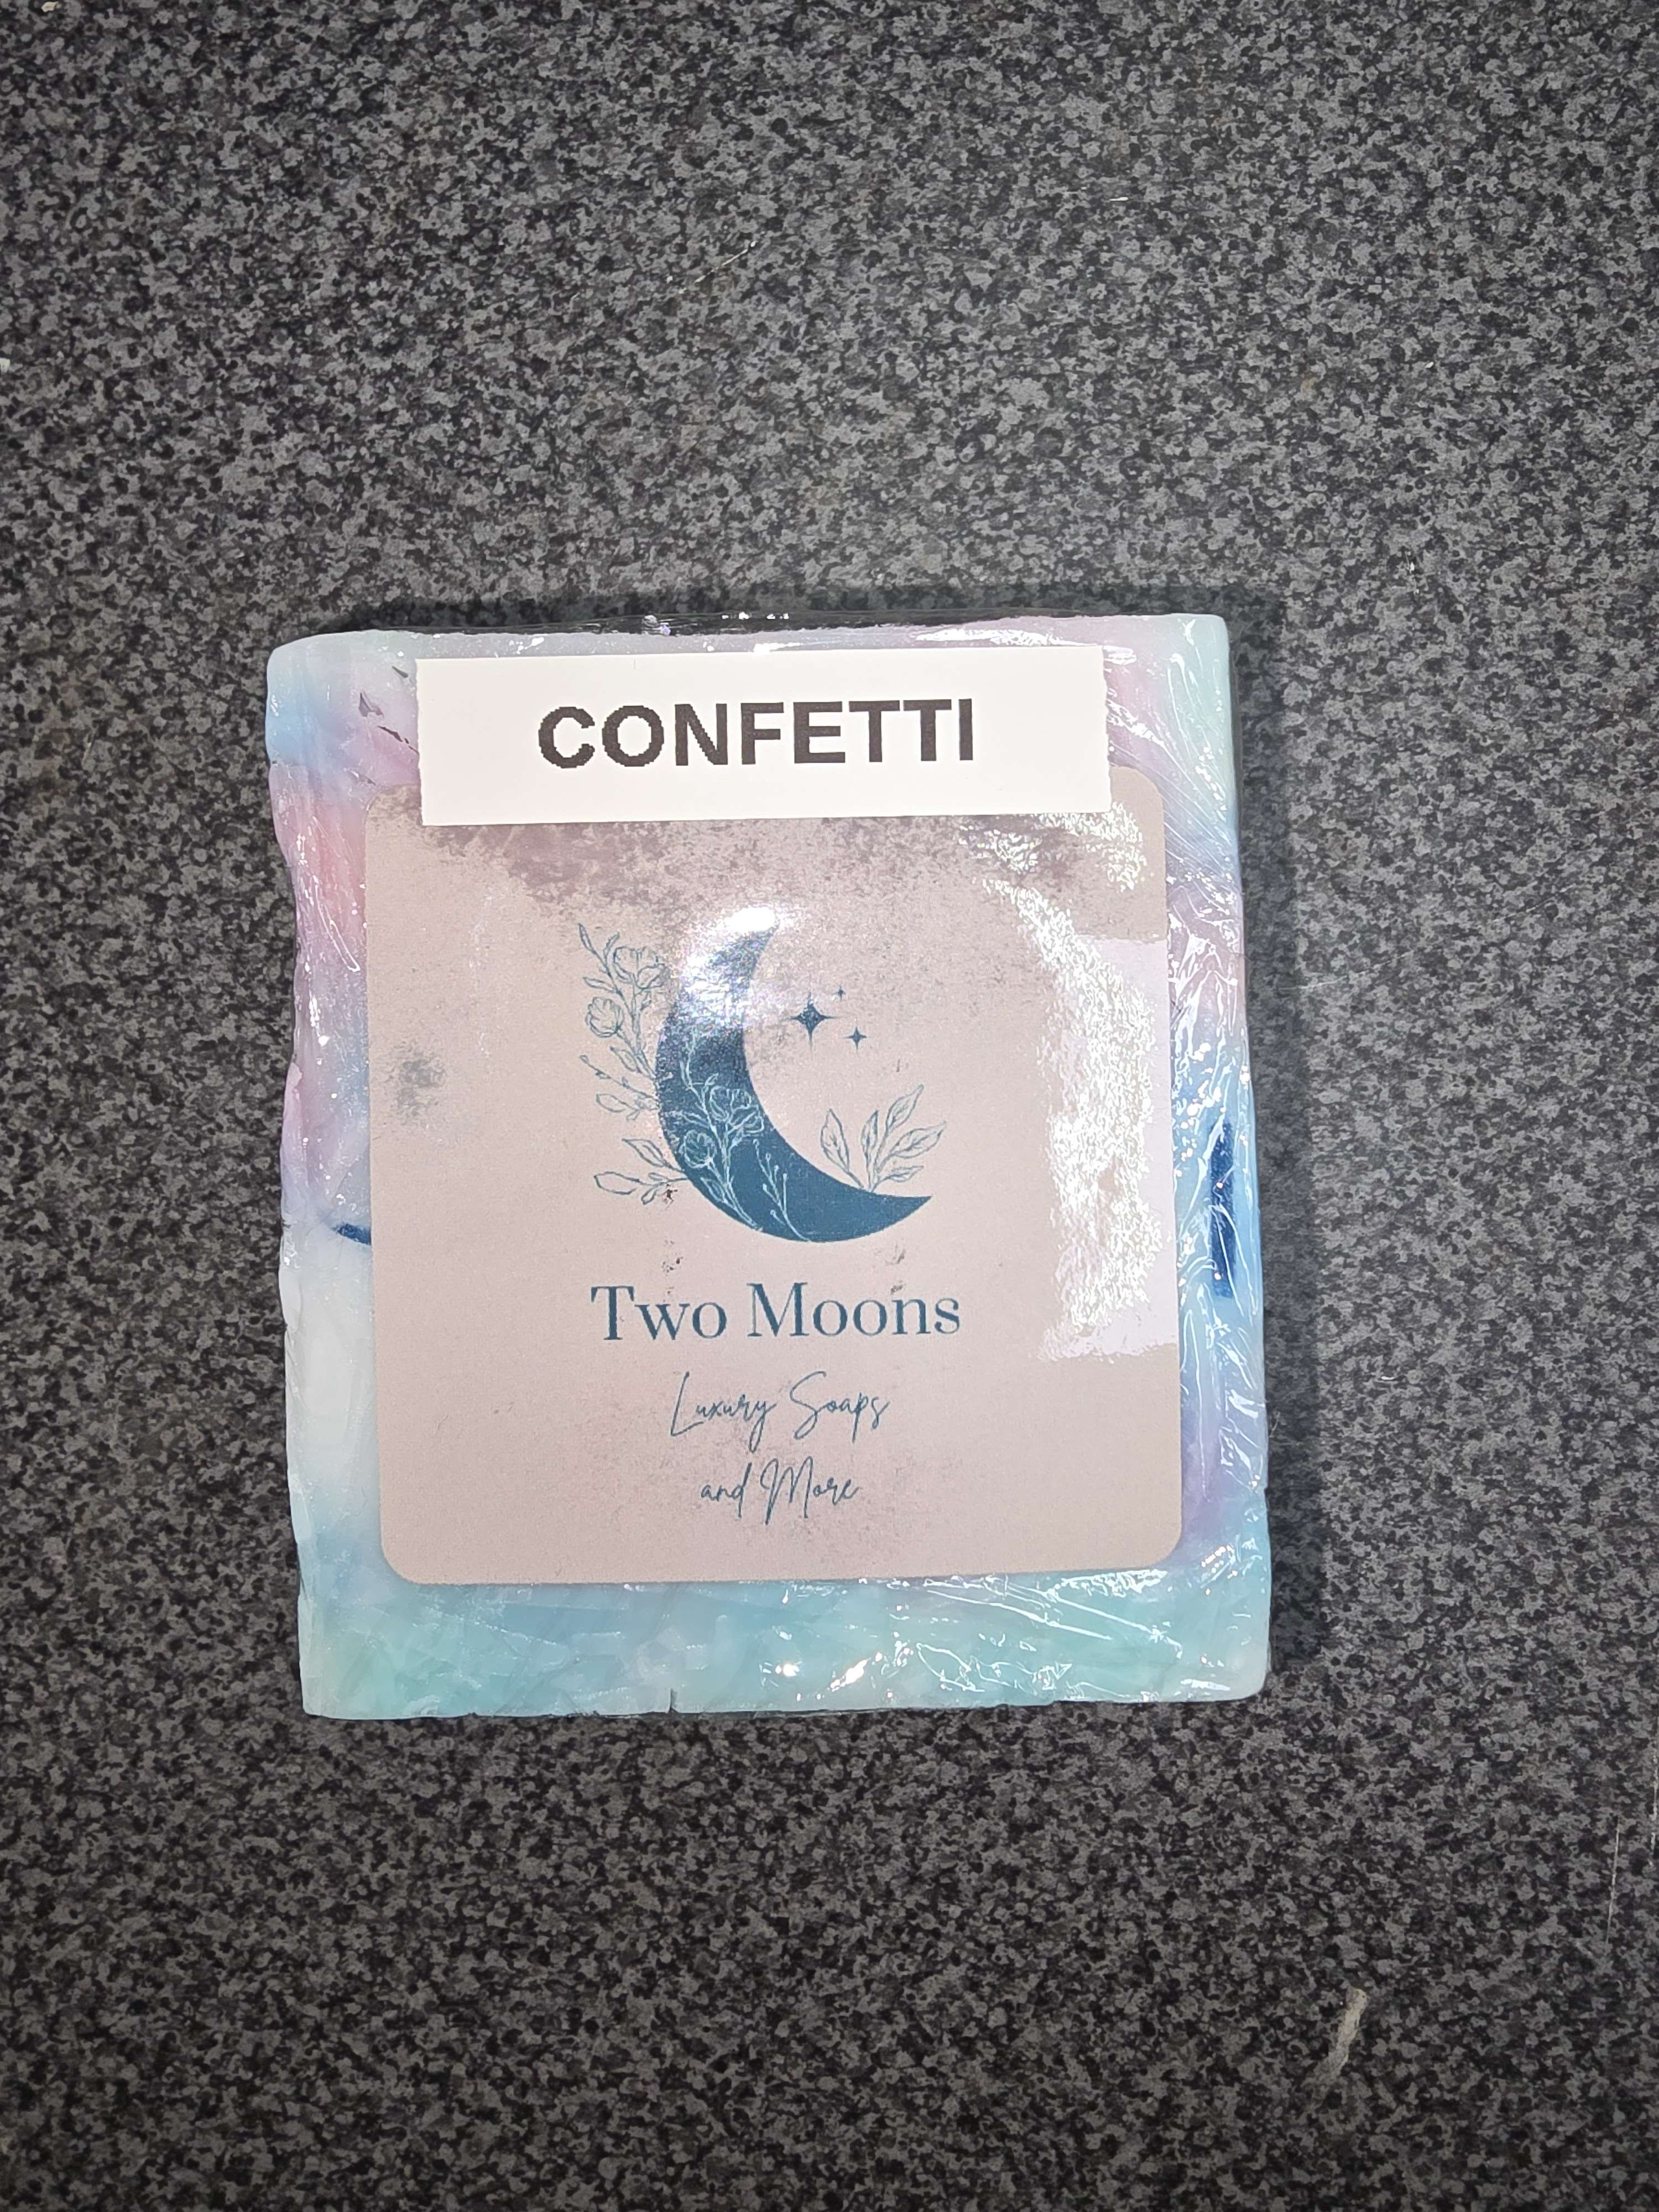 CONFETTI
Two Moons
Luxury Soaps
and More